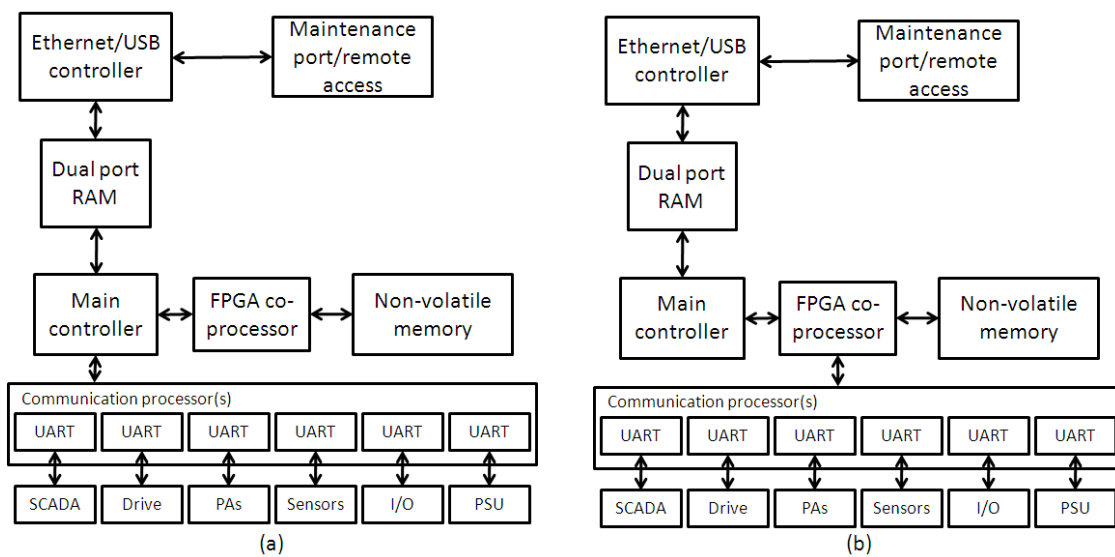 Ethernet/USB
controller
Maintenance
port/remote
access
Dual port
RAM
Main
controller
FPGA co-
processor
Non-volatile
memory
Communication processor(s)
UART
UART
UART
UART
UART
UART
SCADA
Drive
PAs
Sensors
I/O
PSU
(a)
Ethernet/USB
controller
Maintenance
port/remote
access
Dual port
RAM
Main
controller
FPGA co-
processor
Non-volatile
memory
Communication processor(s)
UART
UART
UART
UART
UART
UART
SCADA
Drive
PAs
Sensors
I/O
PSU
(b)